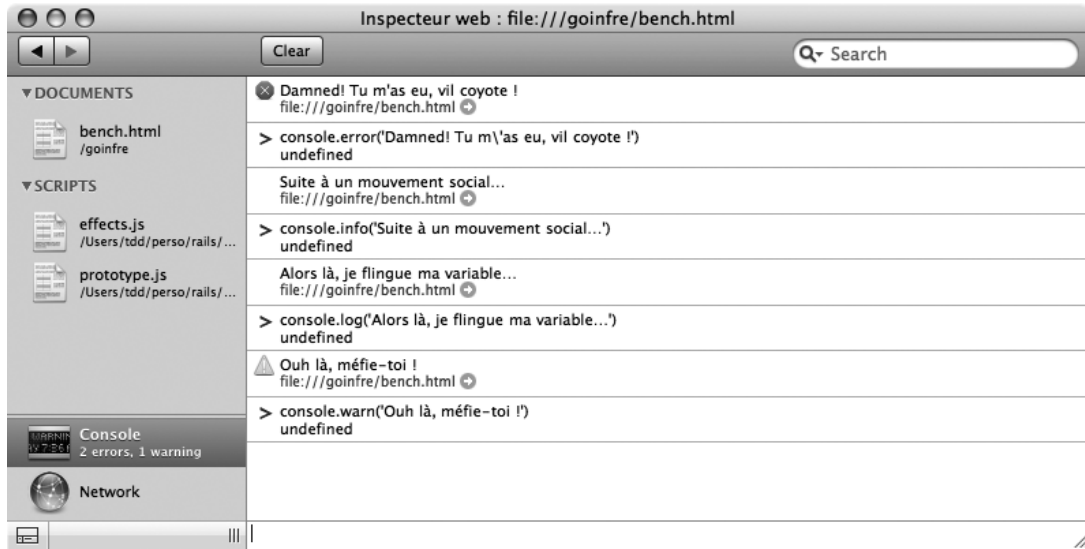 Inspecteur web : file:///goinfre/bench.html
Clear
Search
DOCUMENTS
bench.html
/goinfre
SCRIPTS
effects.js
/Users/tdd/perso/rails/...
prototype.js
/Users/tdd/perso/rails/...
Console
2 errors, 1 warning
Network
Damned! Tu m'as eu, vil coyote !
file:///goinfre/bench.html
> console.error('Damned! Tu m\'as eu, vil coyote !')
undefined
Suite à un mouvement social...
file:///goinfre/bench.html
> console.info('Suite à un mouvement social...')
undefined
Alors là, je flingue ma variable...
file:///goinfre/bench.html
> console.log('Alors là, je flingue ma variable...')
undefined
Ouh là, méfie-toi !
file:///goinfre/bench.html
> console.warn('Ouh là, méfie-toi !')
undefined